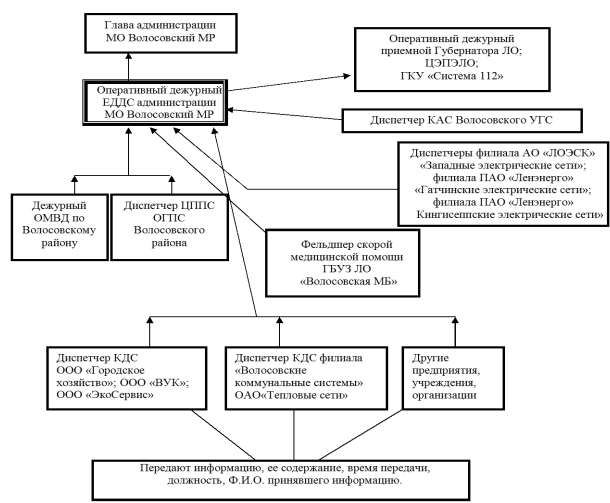 Глава администрации
МО Волосовский МР
Оперативный дежурный
приемной Губернатора ЛО;
ЦЭПЭЛО;
ГКУ «Система 112»
Оперативный дежурный
ЕДДС администрации
МО Волосовский МР
Диспетчер КАС Волосовского УГС
Диспетчеры филиала АО «ЛОЭСК»
«Западные электрические сети»;
филиала ПАО «Ленэнерго»
«Гатчинские электрические сети»;
филиала ПАО «Ленэнерго»
Кингисеппские электрические сети»
Дежурный
ОМВД по
Волосовскому
району
Диспетчер ЦППС
ОГПС
Волосовского
района
Фельдшер скорой
медицинской помощи
ГБУЗ ЛО
«Волосовская МБ»
Диспетчер КДС
ООО «Городское
хозяйство»; ООО «ВУК»;
ООО «ЭкоСервис»
Диспетчер КДС филиала
«Волосовские
коммунальные системы»
ОАО«Тепловые сети»
Другие
предприятия,
учреждения,
организации
Передают информацию, ее содержание, время передачи,
должность, Ф.И.О. принявшего информацию.